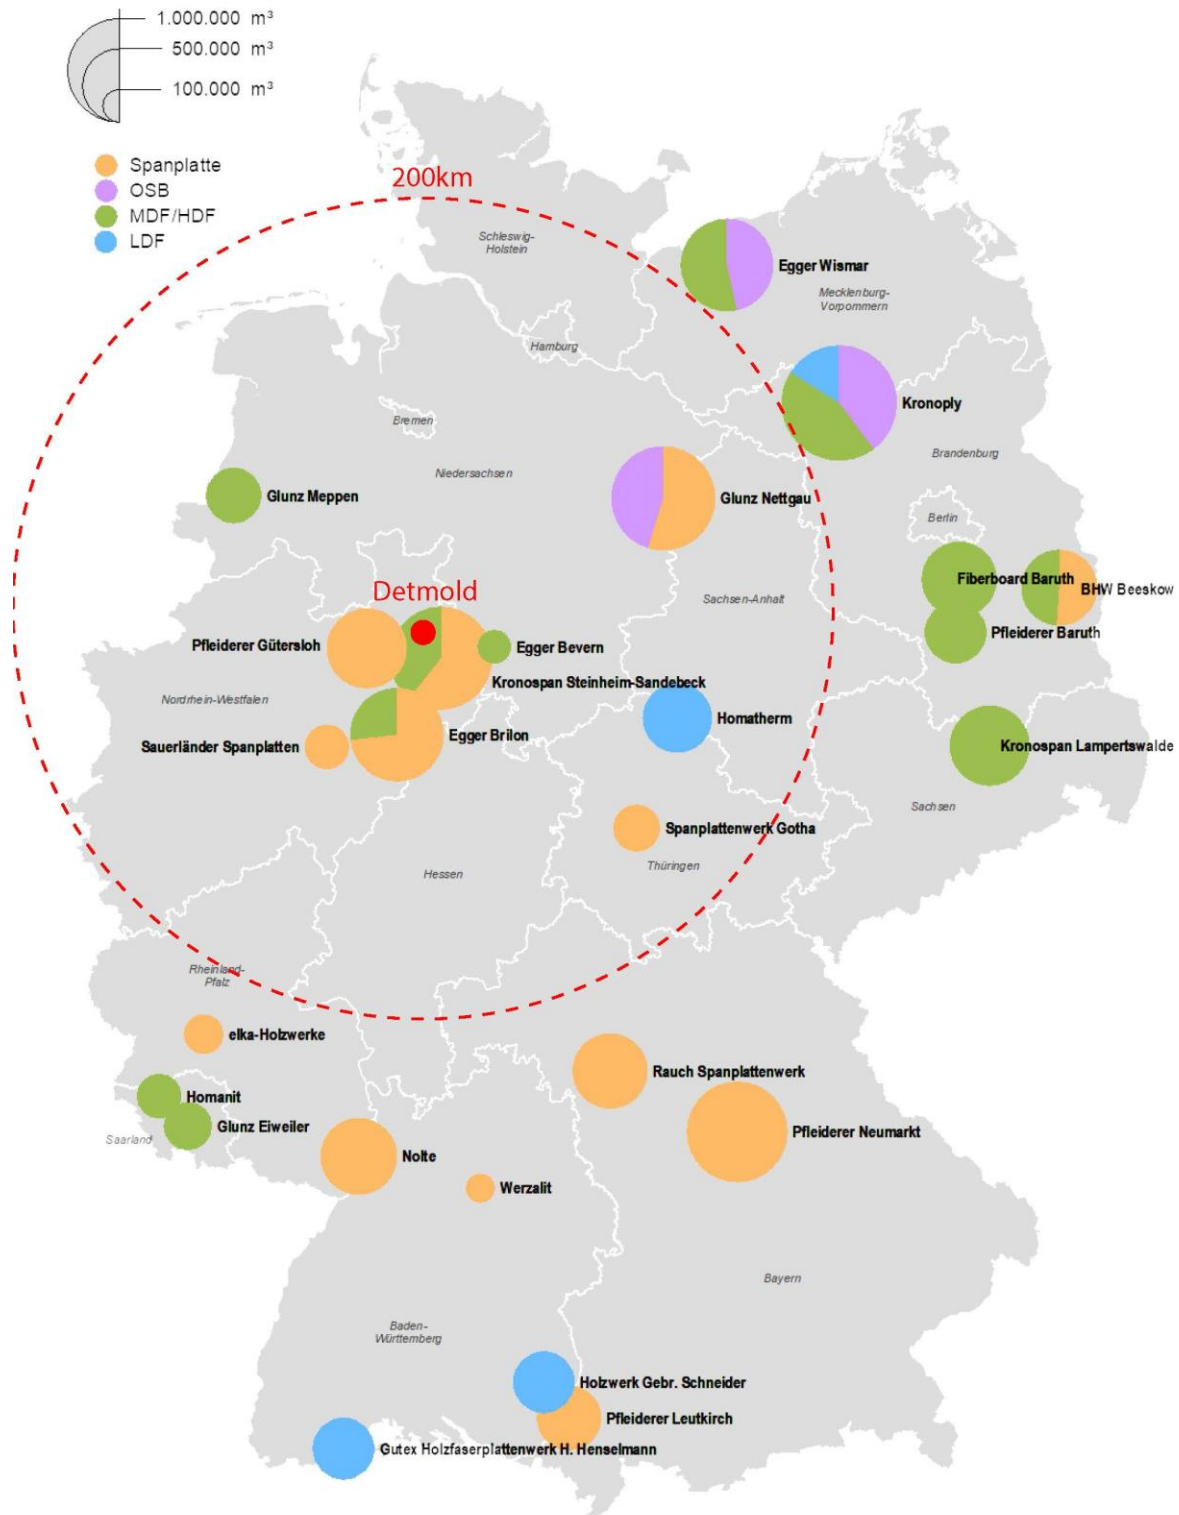 1.000.000 m³
500.000 m³
100.000 m³
Spanplatte
OSB
MDF/HDF
LDF
200km
Schleswig-
Holstein
Egger Wismar
Mecklenburg-
Vorpommern
Hamburg
Kronoply
Bremen
Brandenburg
Niedersachsen
Glunz Meppen
Glunz Nettgau
Berlin
Fiberboard Baruth
BHW Beeskow
Detmold
Sachsen-Anhalt
Pfleiderer Baruth
Pfleiderer Gütersloh
Egger Bevern
Kronospan Steinheim-Sandebeck
Nordrhein-Westfalen
Homatherm
Egger Brilon
Sauerländer Spanplatten
Kronospan Lampertswalde
Sachsen
Spanplattenwerk Gotha
Thüringen
Hessen
Rheinland-
Pfalz
elka-Holzwerke
Rauch Spanplattenwerk
Homanit
Glunz Eiweiler
Saarland
Pfleiderer Neumarkt
Nolte
Werzalit
Bayern
Baden-
Württemberg
Holzwerk Gebr. Schneider
Pfleiderer Leutkirch
Gutex Holzfaserplattenwerk H. Henselmann